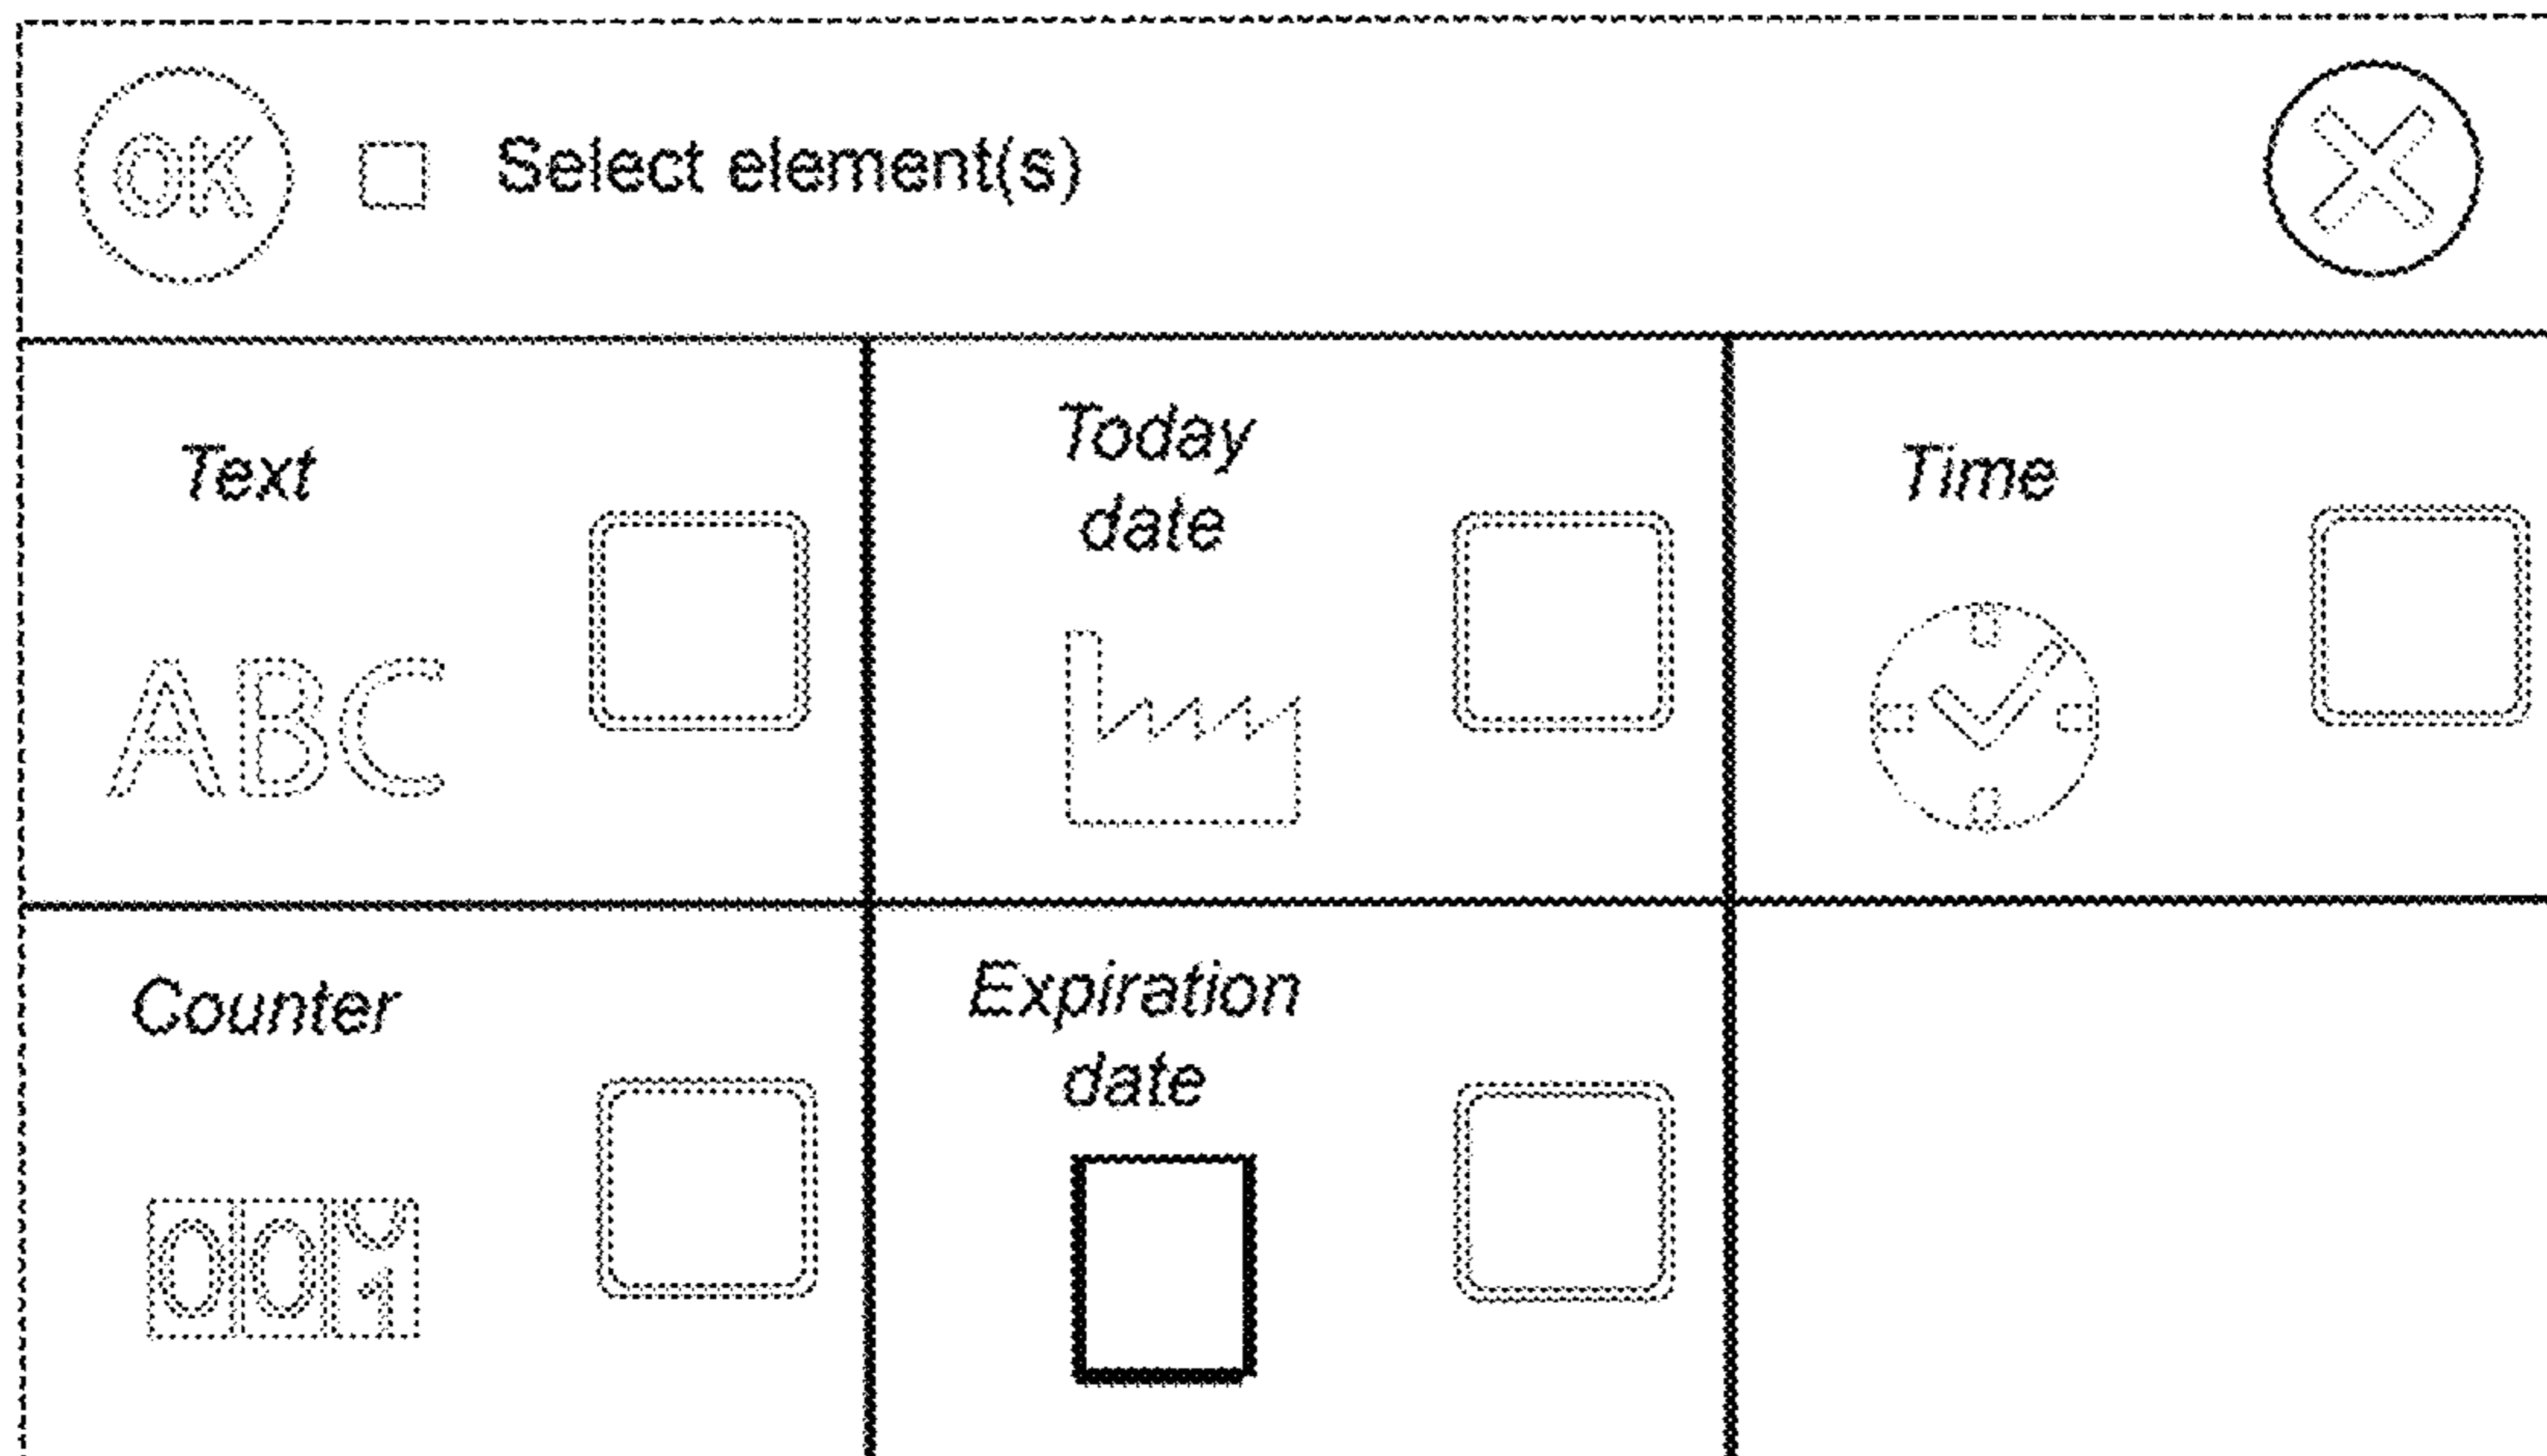 OK Select element(s)
Text
ABC
Today
date
Time
Counter
001
Expiration
date